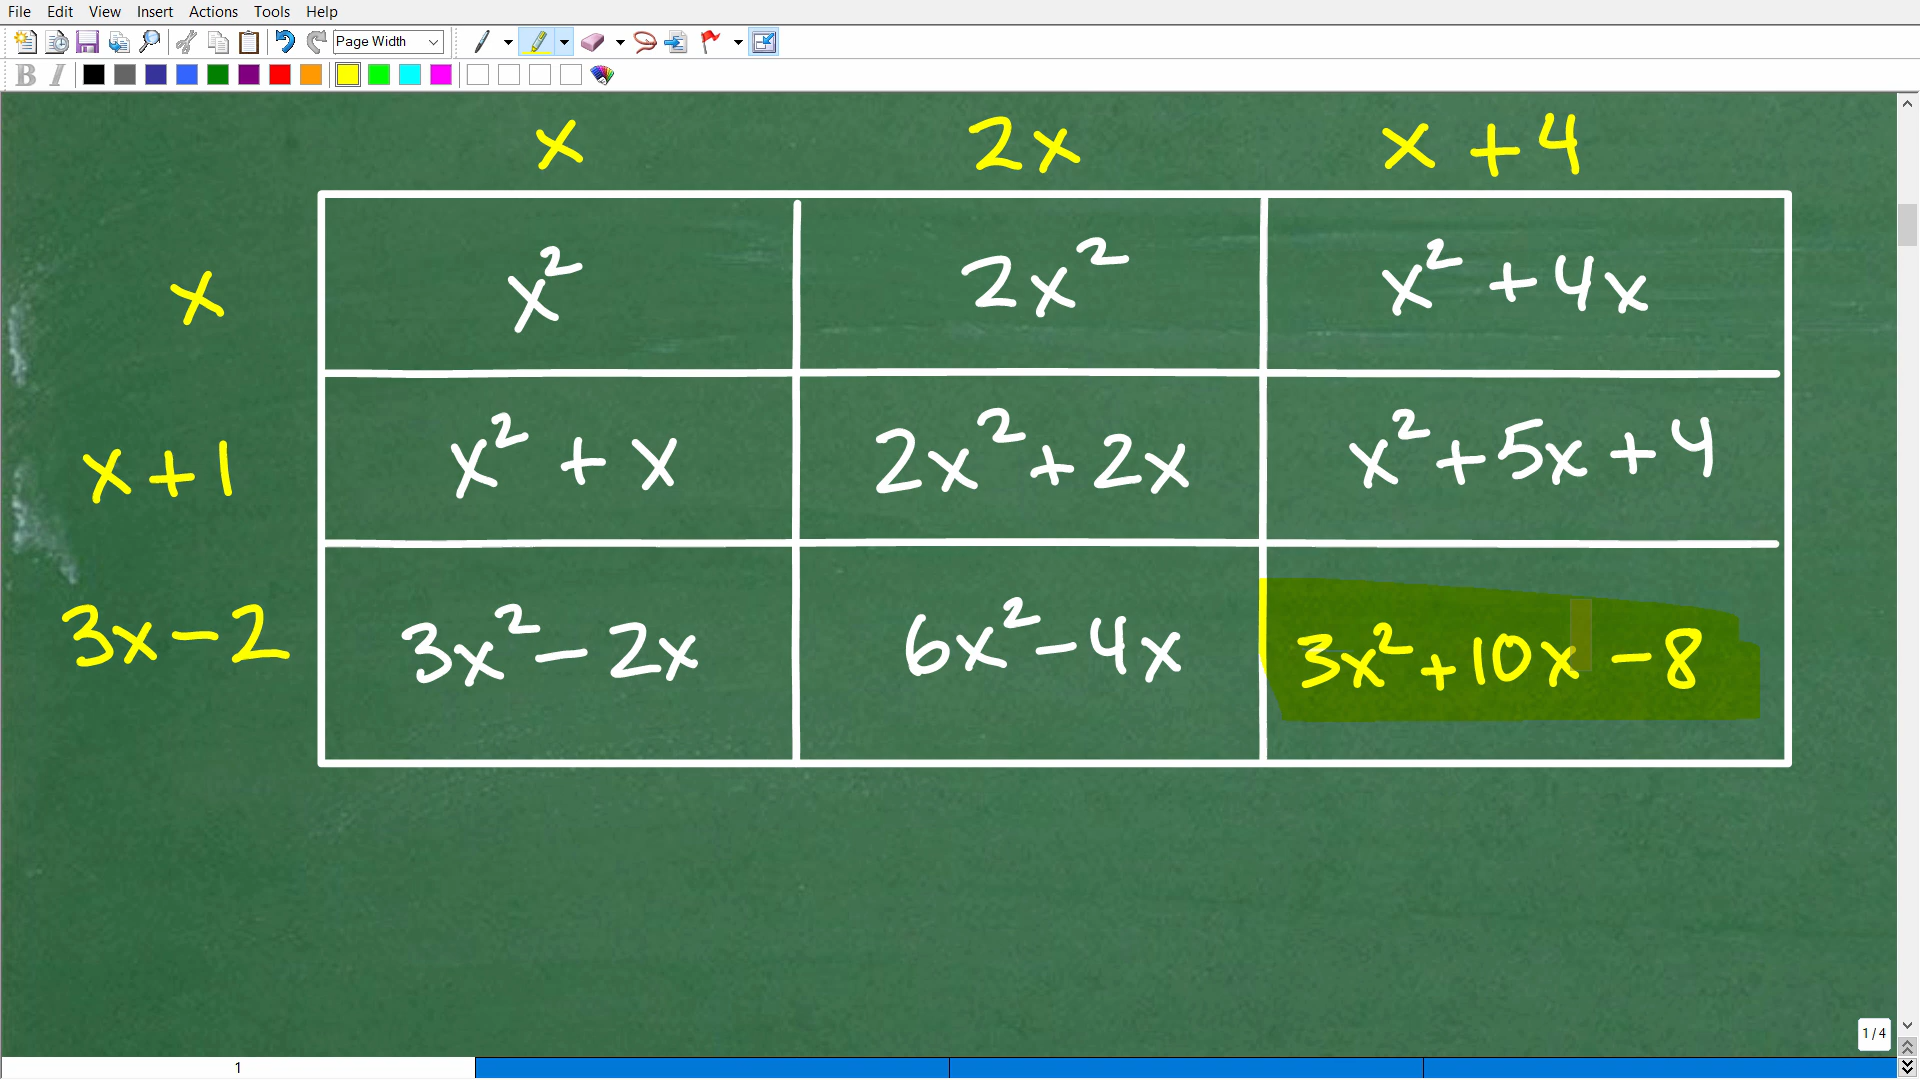 File Edit View Insert Actions Tools Help
Page Width
B I
x 2x x + 4
x x² 2x² x² + 4x
x + 1 x² + x 2x² + 2x x² + 5x + 4
3x - 2 3x² - 2x 6x² - 4x 3x² + 10x - 8
1 / 4
1